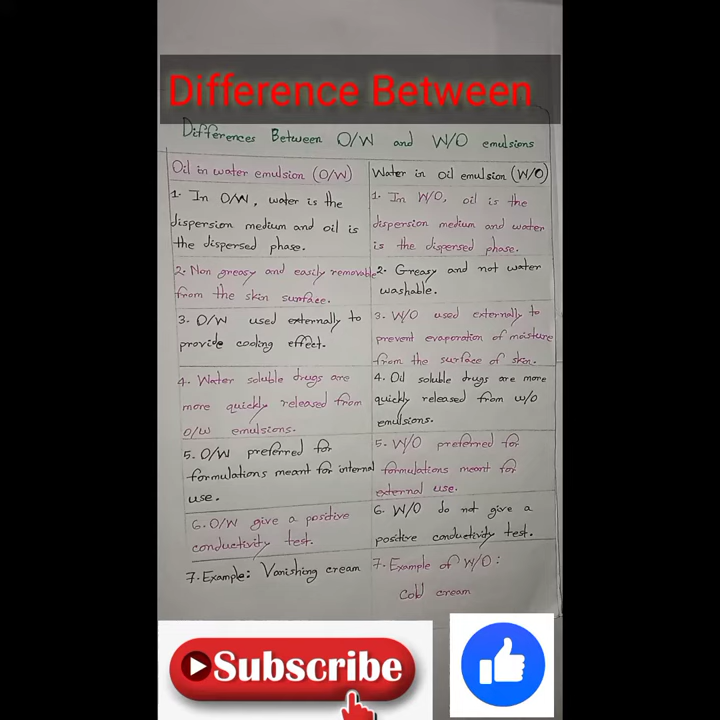 Difference Between
Differences Between O/W and W/O emulsions
Oil in water emulsion (O/W)
1. In O/W, water is the
dispersion medium and oil is
the dispersed phase.
2. Non greasy and easily removable
from the skin surface.
3. O/W used externally to
provide cooling effect.
4. Water soluble drugs are
more quickly released from
O/W emulsions.
5. O/W preferred for
formulations meant for internal
use.
6. O/W give a positive
conductivity test.
7. Example: Vanishing cream
Water in oil emulsion (W/O)
1. In W/O, oil is the
dispersion medium and water
is the dispersed phase.
2. Greasy and not water
washable.
3. W/O used externally to
prevent evaporation of moisture
from the surface of skin.
4. Oil soluble drugs are more
quickly released from w/o
emulsions.
5. W/O preferred for
formulations meant for
external use.
6. W/O do not give a
positive conductivity test.
7. Example of W/O:
Cold cream
Subscribe